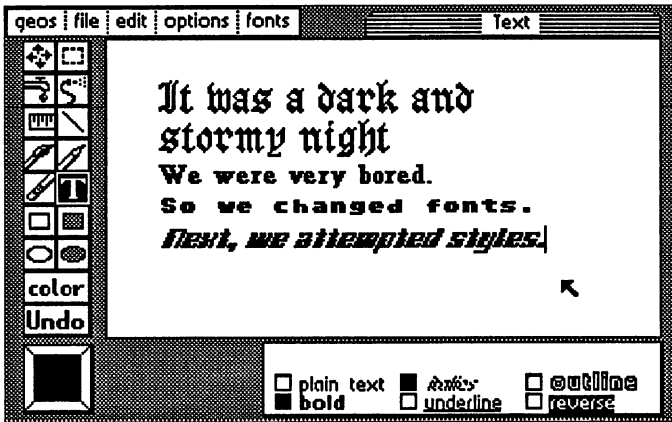 geos file edit options fonts
Text
It was a dark and
stormy night
We were very bored.
So we changed fonts.
Next, we attempted styles.
color
Undo
plain text italics outline
bold underline reverse